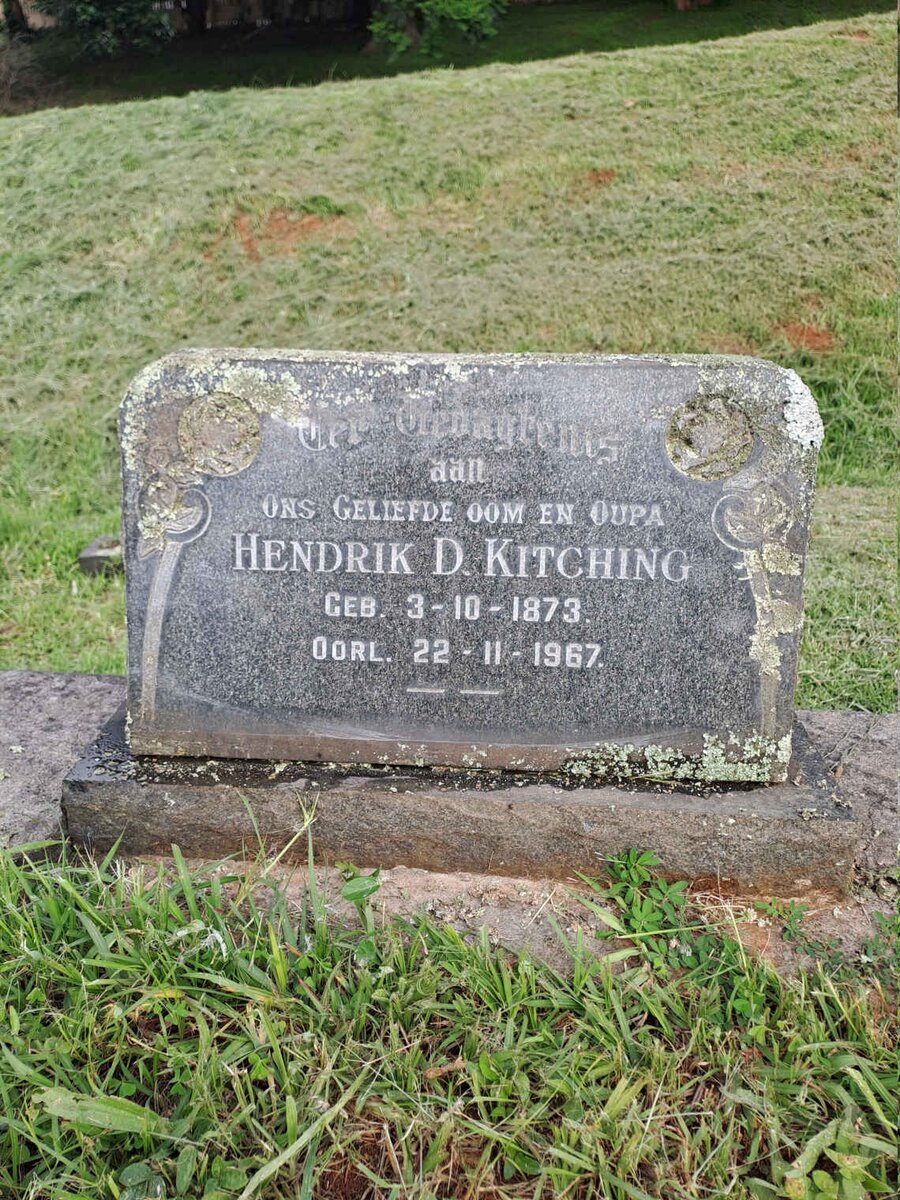 Ter Gedagtenis
aan
ONS GELIEFDE OOM EN OUPA
HENDRIK D. KITCHING
GEB. 3-10-1873.
OORL. 22-11-1967.